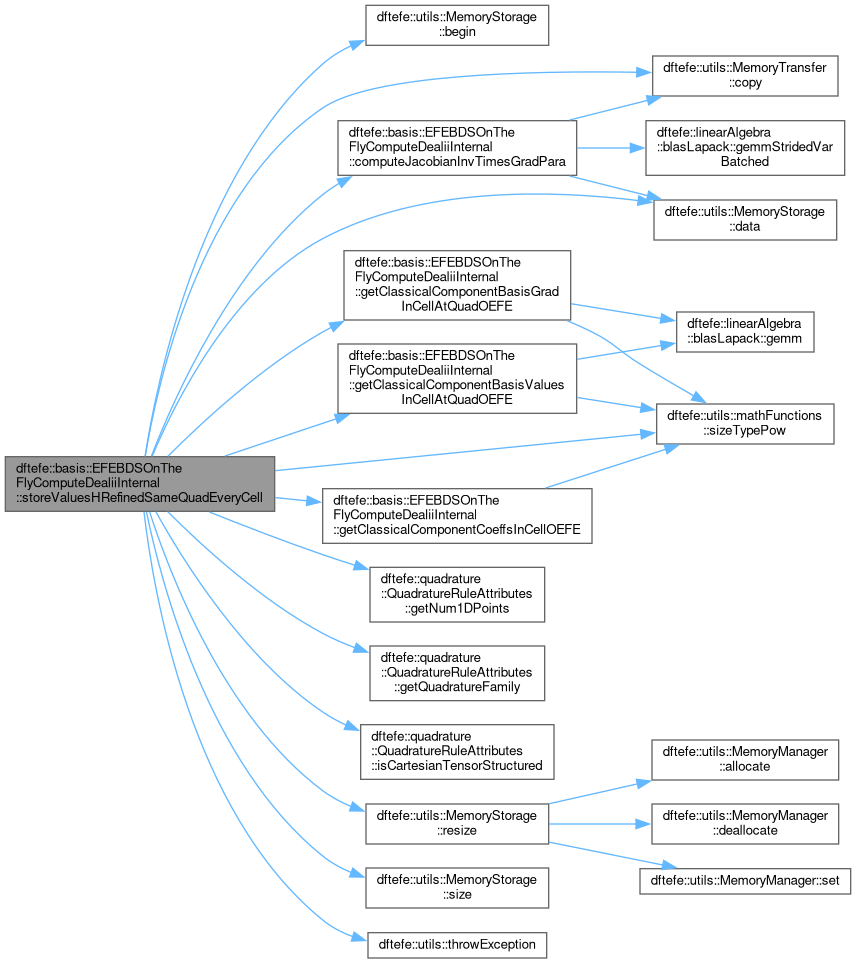 dftefe::utils::MemoryStorage
::begin
dftefe::utils::MemoryTransfer
::copy
dftefe::basis::EFEBDSOnThe
FlyComputeDealiiInternal
::computeJacobianInvTimesGradPara
dftefe::linearAlgebra
::blasLapack::gemmStridedVar
Batched
dftefe::utils::MemoryStorage
::data
dftefe::basis::EFEBDSOnThe
FlyComputeDealiiInternal
::getClassicalComponentBasisGrad
InCellAtQuadOEFE
dftefe::linearAlgebra
::blasLapack::gemm
dftefe::basis::EFEBDSOnThe
FlyComputeDealiiInternal
::getClassicalComponentBasisValues
InCellAtQuadOEFE
dftefe::utils::mathFunctions
::sizeTypePow
dftefe::basis::EFEBDSOnThe
FlyComputeDealiiInternal
::storeValuesHRefinedSameQuadEveryCell
dftefe::basis::EFEBDSOnThe
FlyComputeDealiiInternal
::getClassicalComponentCoeffsInCellOEFE
dftefe::quadrature
::QuadratureRuleAttributes
::getNum1DPoints
dftefe::quadrature
::QuadratureRuleAttributes
::getQuadratureFamily
dftefe::quadrature
::QuadratureRuleAttributes
::isCartesianTensorStructured
dftefe::utils::MemoryManager
::allocate
dftefe::utils::MemoryStorage
::resize
dftefe::utils::MemoryManager
::deallocate
dftefe::utils::MemoryManager::set
dftefe::utils::MemoryStorage
::size
dftefe::utils::throwException